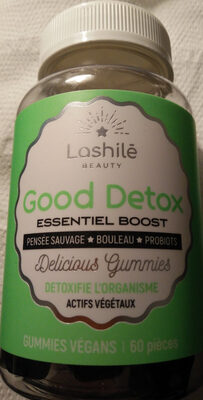 Lashilé
BEAUTY
Good Detox
ESSENTIEL BOOST
PENSÉE SAUVAGE ★ BOULEAU ★ PROBIOTS
Delicious Gummies
DETOXIFIE L'ORGANISME
ACTIFS VÉGÉTAUX
GUMMIES VÉGANS | 60 pièces